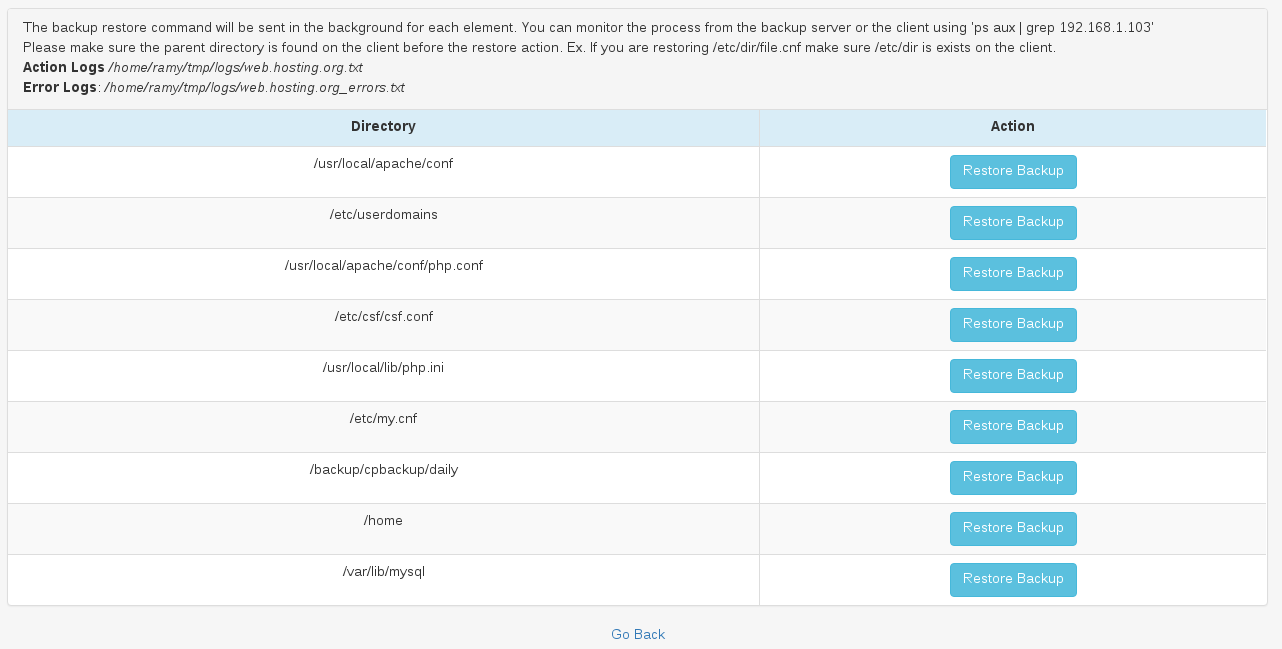 The backup restore command will be sent in the background for each element. You can monitor the process from the backup server or the client using 'ps aux | grep 192.168.1.103'
Please make sure the parent directory is found on the client before the restore action. Ex. If you are restoring /etc/dir/file.cnf make sure /etc/dir is exists on the client.
Action Logs /home/ramy/tmp/logs/web.hosting.org.txt
Error Logs: /home/ramy/tmp/logs/web.hosting.org_errors.txt
Directory Action
/usr/local/apache/conf Restore Backup
/etc/userdomains Restore Backup
/usr/local/apache/conf/php.conf Restore Backup
/etc/csf/csf.conf Restore Backup
/usr/local/lib/php.ini Restore Backup
/etc/my.cnf Restore Backup
/backup/cpbackup/daily Restore Backup
/home Restore Backup
/var/lib/mysql Restore Backup
Go Back